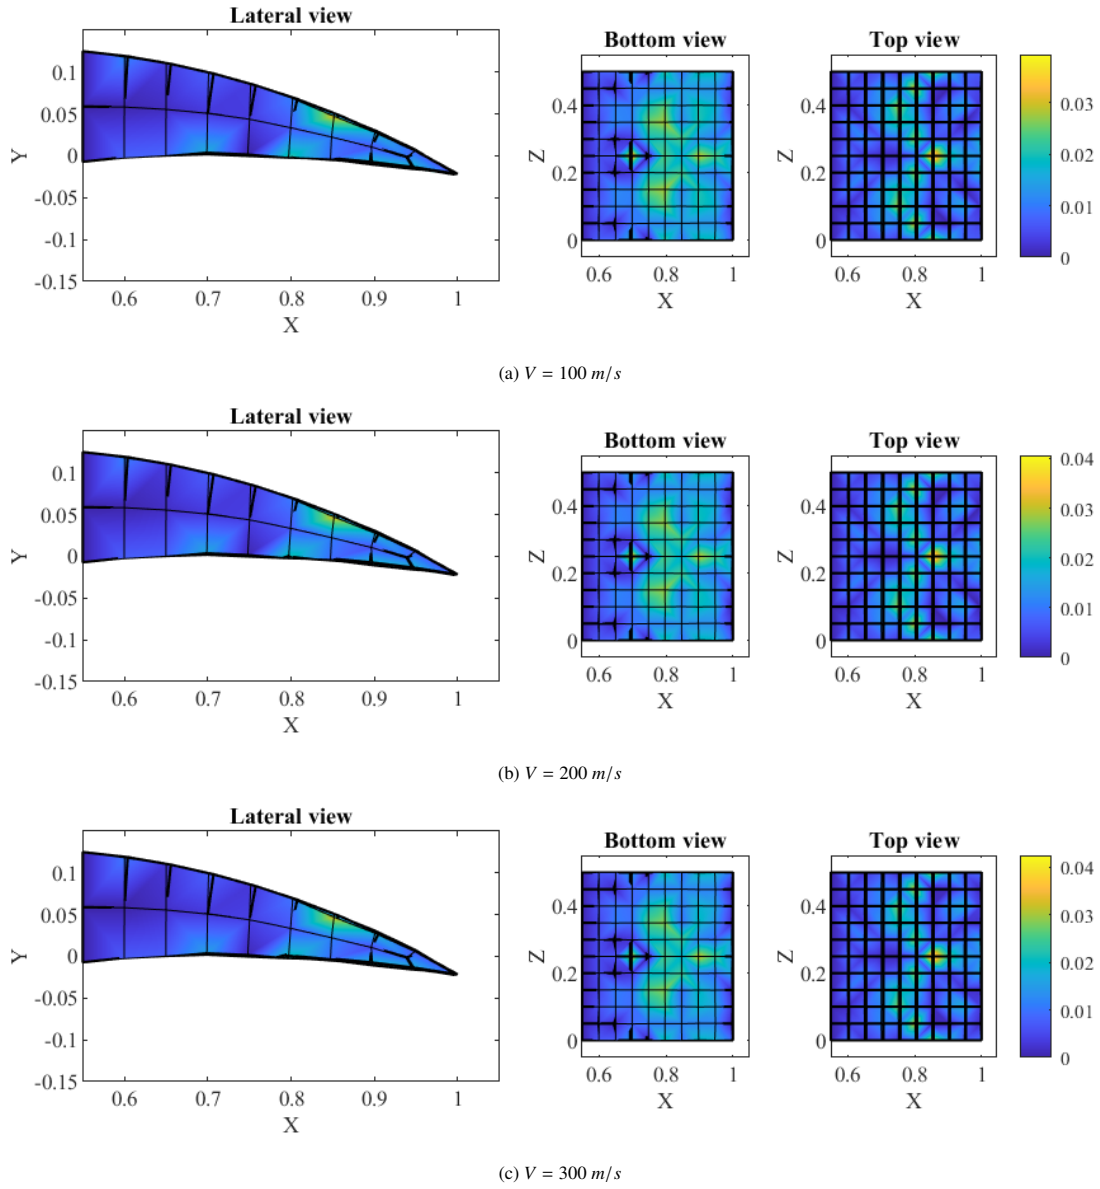 Lateral view
Bottom view
Top view
0.1
0.05
0
-0.05
-0.1
-0.15
Y
0.6
0.7
0.8
0.9
1
X
0.4
0.2
0
Z
0.6
0.8
1
X
0.4
0.2
0
Z
0.6
0.8
1
X
0.03
0.02
0.01
0
(a) V = 100 m/s
Lateral view
Bottom view
Top view
0.1
0.05
0
-0.05
-0.1
-0.15
Y
0.6
0.7
0.8
0.9
1
X
0.4
0.2
0
Z
0.6
0.8
1
X
0.4
0.2
0
Z
0.6
0.8
1
X
0.04
0.03
0.02
0.01
0
(b) V = 200 m/s
Lateral view
Bottom view
Top view
0.1
0.05
0
-0.05
-0.1
-0.15
Y
0.6
0.7
0.8
0.9
1
X
0.4
0.2
0
Z
0.6
0.8
1
X
0.4
0.2
0
Z
0.6
0.8
1
X
0.04
0.03
0.02
0.01
0
(c) V = 300 m/s